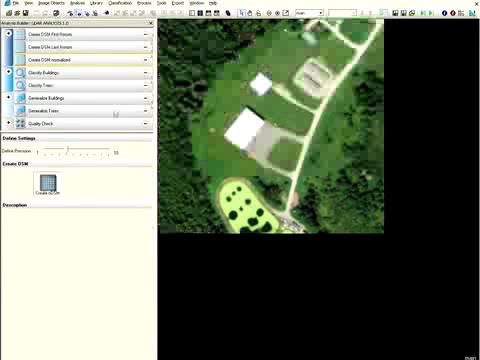 File View Image Objects Analysis Library Classification Process Tools Export Window Help
Analysis Builder - LiDAR ANALYSIS 1.0
main
Create DSM First Return
Create DSM Last Return
Create DSM normalized
Classify Buildings
Classify Trees
Generalize Buildings
Generalize Trees
Quality Check
Define Settings
Define Precision:
1
10
Create DSM
Create nDSM
Description
main